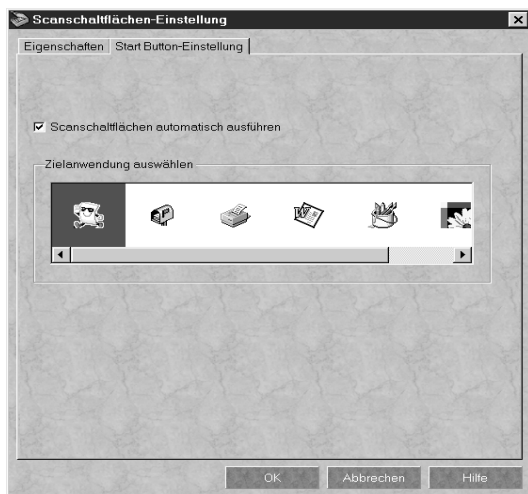 Scanschaltflächen-Einstellung
Eigenschaften
Start Button-Einstellung
Scanschaltflächen automatisch ausführen
Zielanwendung auswählen
OK
Abbrechen
Hilfe